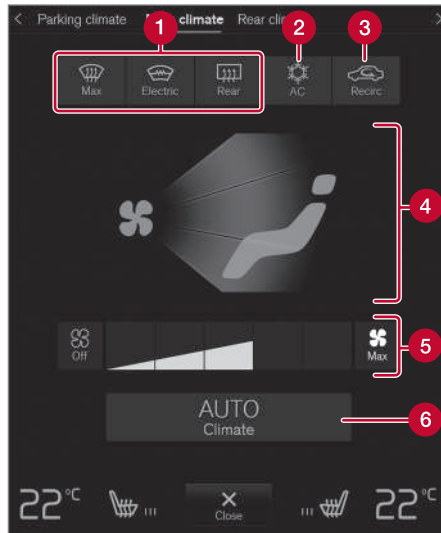 Parking climate climate Rear
1 2 3
Max Electric Rear AC Recirc
4
Off Max 5
AUTO
Climate 6
22°C Close 22°C